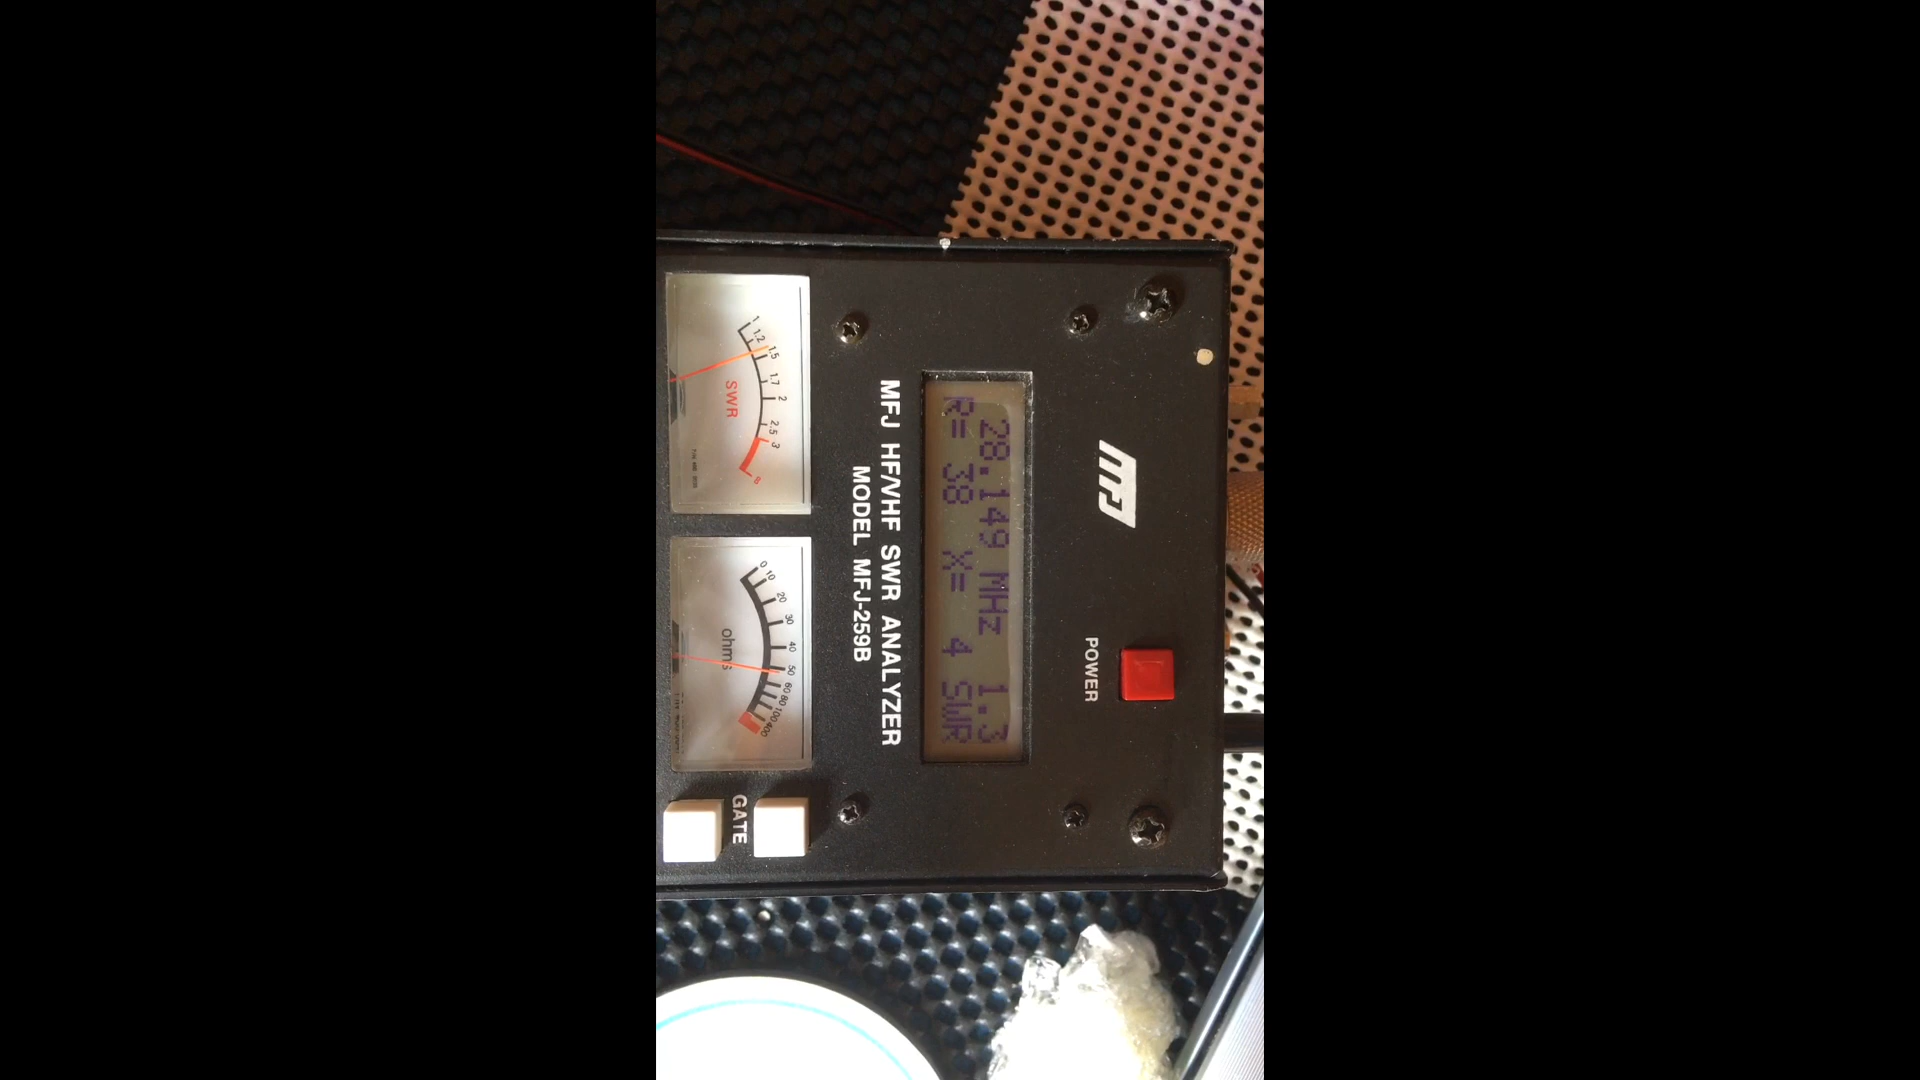 MFJ
POWER
28.149 MHz 1.3
R= 38 X= 4 SWR
MFJ HF/VHF SWR ANALYZER
MODEL MFJ-259B
1 1.2 1.5 1.7 2 2.5 3
SWR
0 10 20 30 40 50 60 80 100 400
ohms
GATE